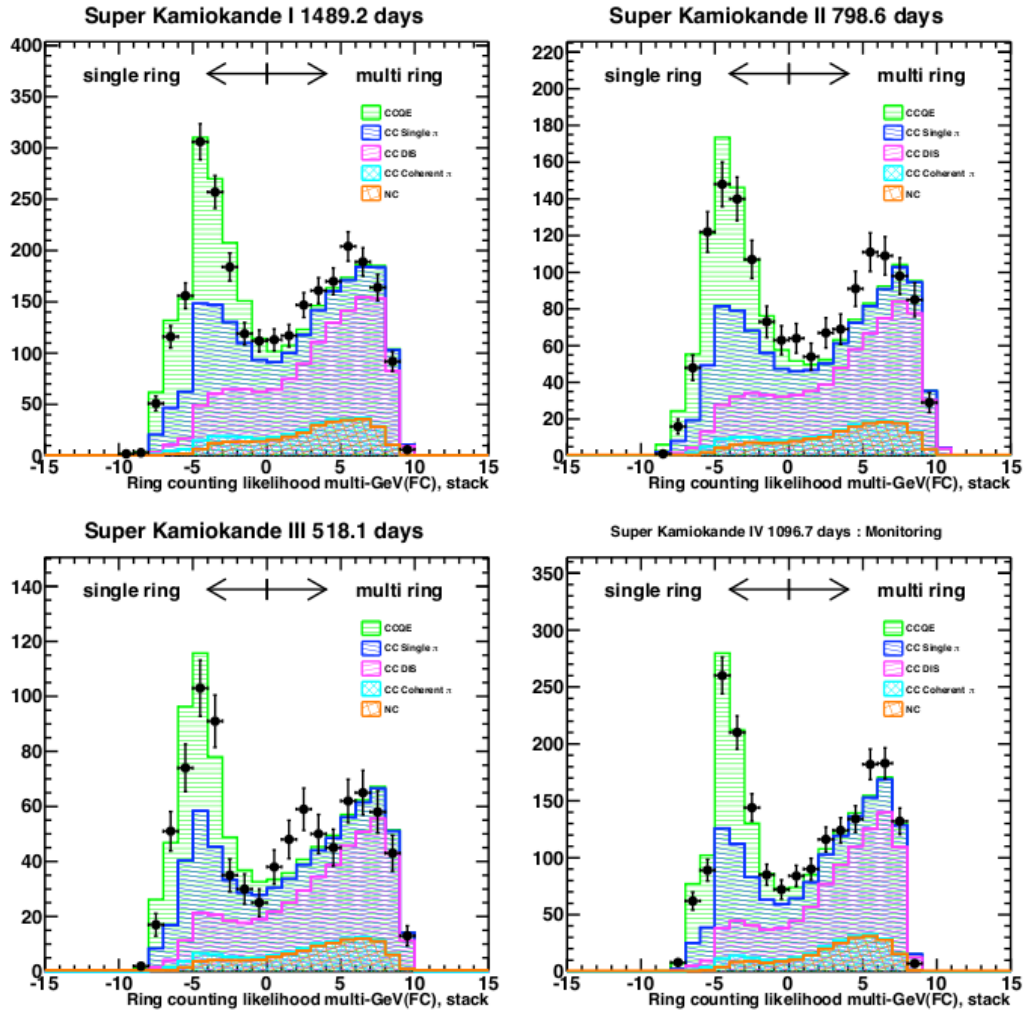 Super Kamiokande I 1489.2 days
400
350
300
250
200
150
100
50
0
single ring
multi ring
CCQE
CC Single π
CC DIS
CC Coherent π
NC
-15 -10 -5 0 5 10 15
Ring counting likelihood multi-GeV(FC), stack
Super Kamiokande II 798.6 days
220
200
180
160
140
120
100
80
60
40
20
0
single ring
multi ring
CCQE
CC Single π
CC DIS
CC Coherent π
NC
-15 -10 -5 0 5 10 15
Ring counting likelihood multi-GeV(FC), stack
Super Kamiokande III 518.1 days
140
120
100
80
60
40
20
0
single ring
multi ring
CCQE
CC Single π
CC DIS
CC Coherent π
NC
-15 -10 -5 0 5 10 15
Ring counting likelihood multi-GeV(FC), stack
Super Kamiokande IV 1096.7 days : Monitoring
350
300
250
200
150
100
50
0
single ring
multi ring
CCQE
CC Single π
CC DIS
CC Coherent π
NC
-15 -10 -5 0 5 10 15
Ring counting likelihood multi-GeV(FC), stack